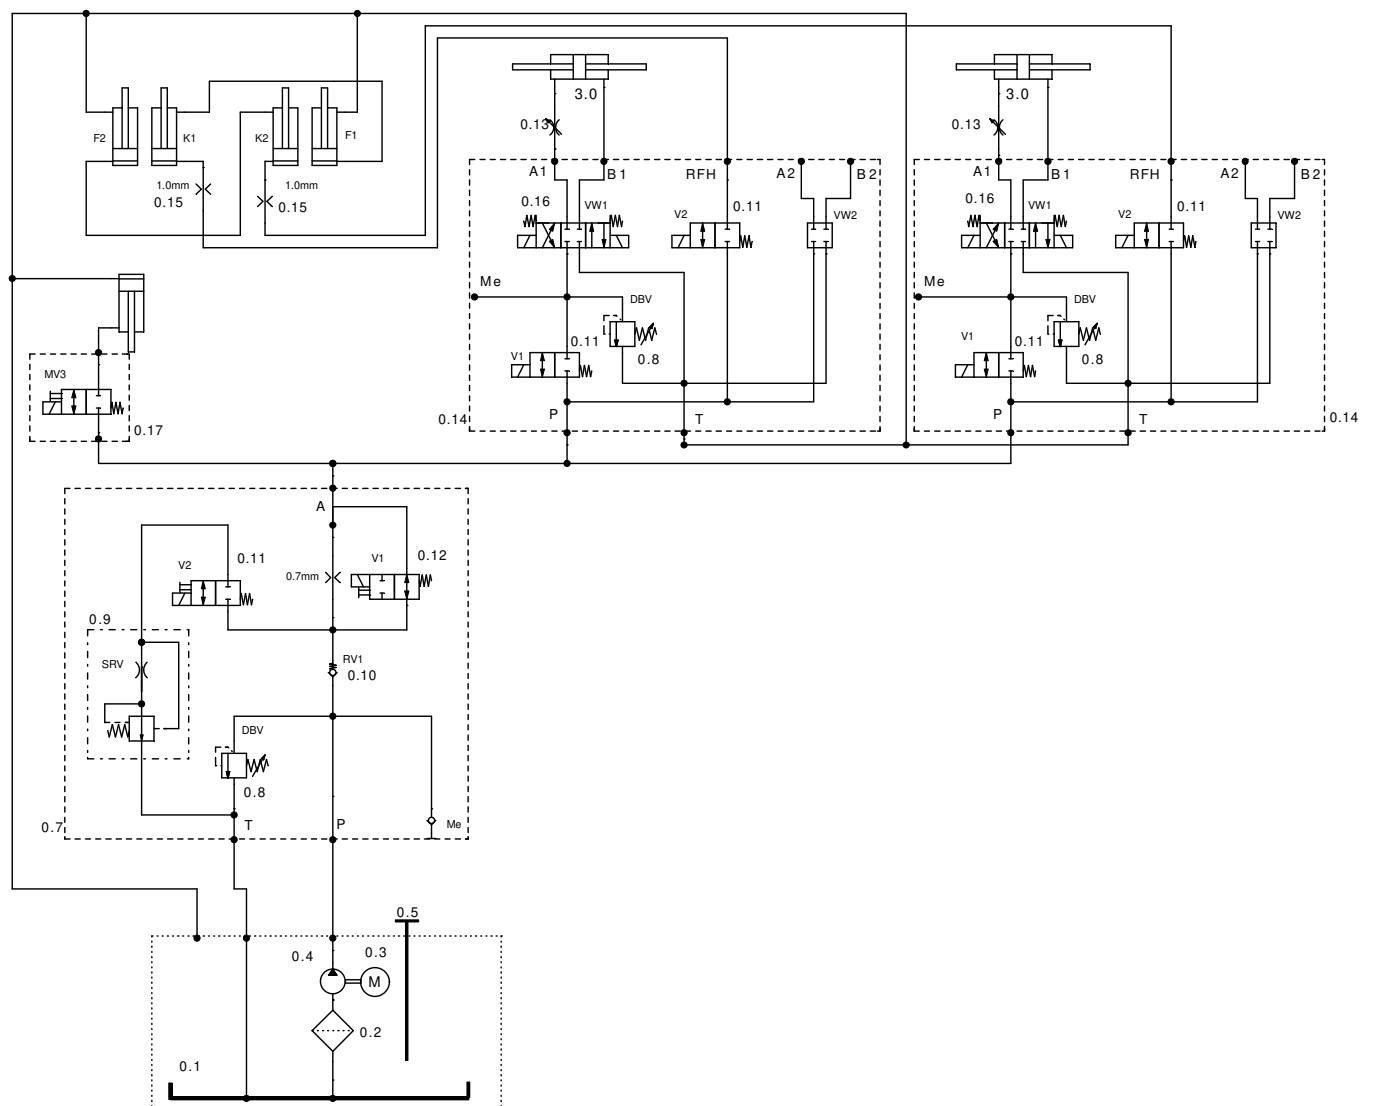 3.0
3.0
F2
K1
K2
F1
0.13
0.13
1.0mm
0.15
1.0mm
0.15
A1
B1
RFH
A2
B2
A1
B1
RFH
A2
B2
0.16
VW1
V2
0.11
VW2
0.16
VW1
V2
0.11
VW2
Me
DBV
Me
DBV
V1
0.11
0.8
V1
0.11
0.8
MV3
0.17
0.14
P
T
P
T
0.14
A
V2
0.11
0.7mm
V1
0.12
0.9
SRV
RV1
0.10
DBV
0.8
0.7
T
P
Me
0.5
0.4
0.3
M
0.2
0.1